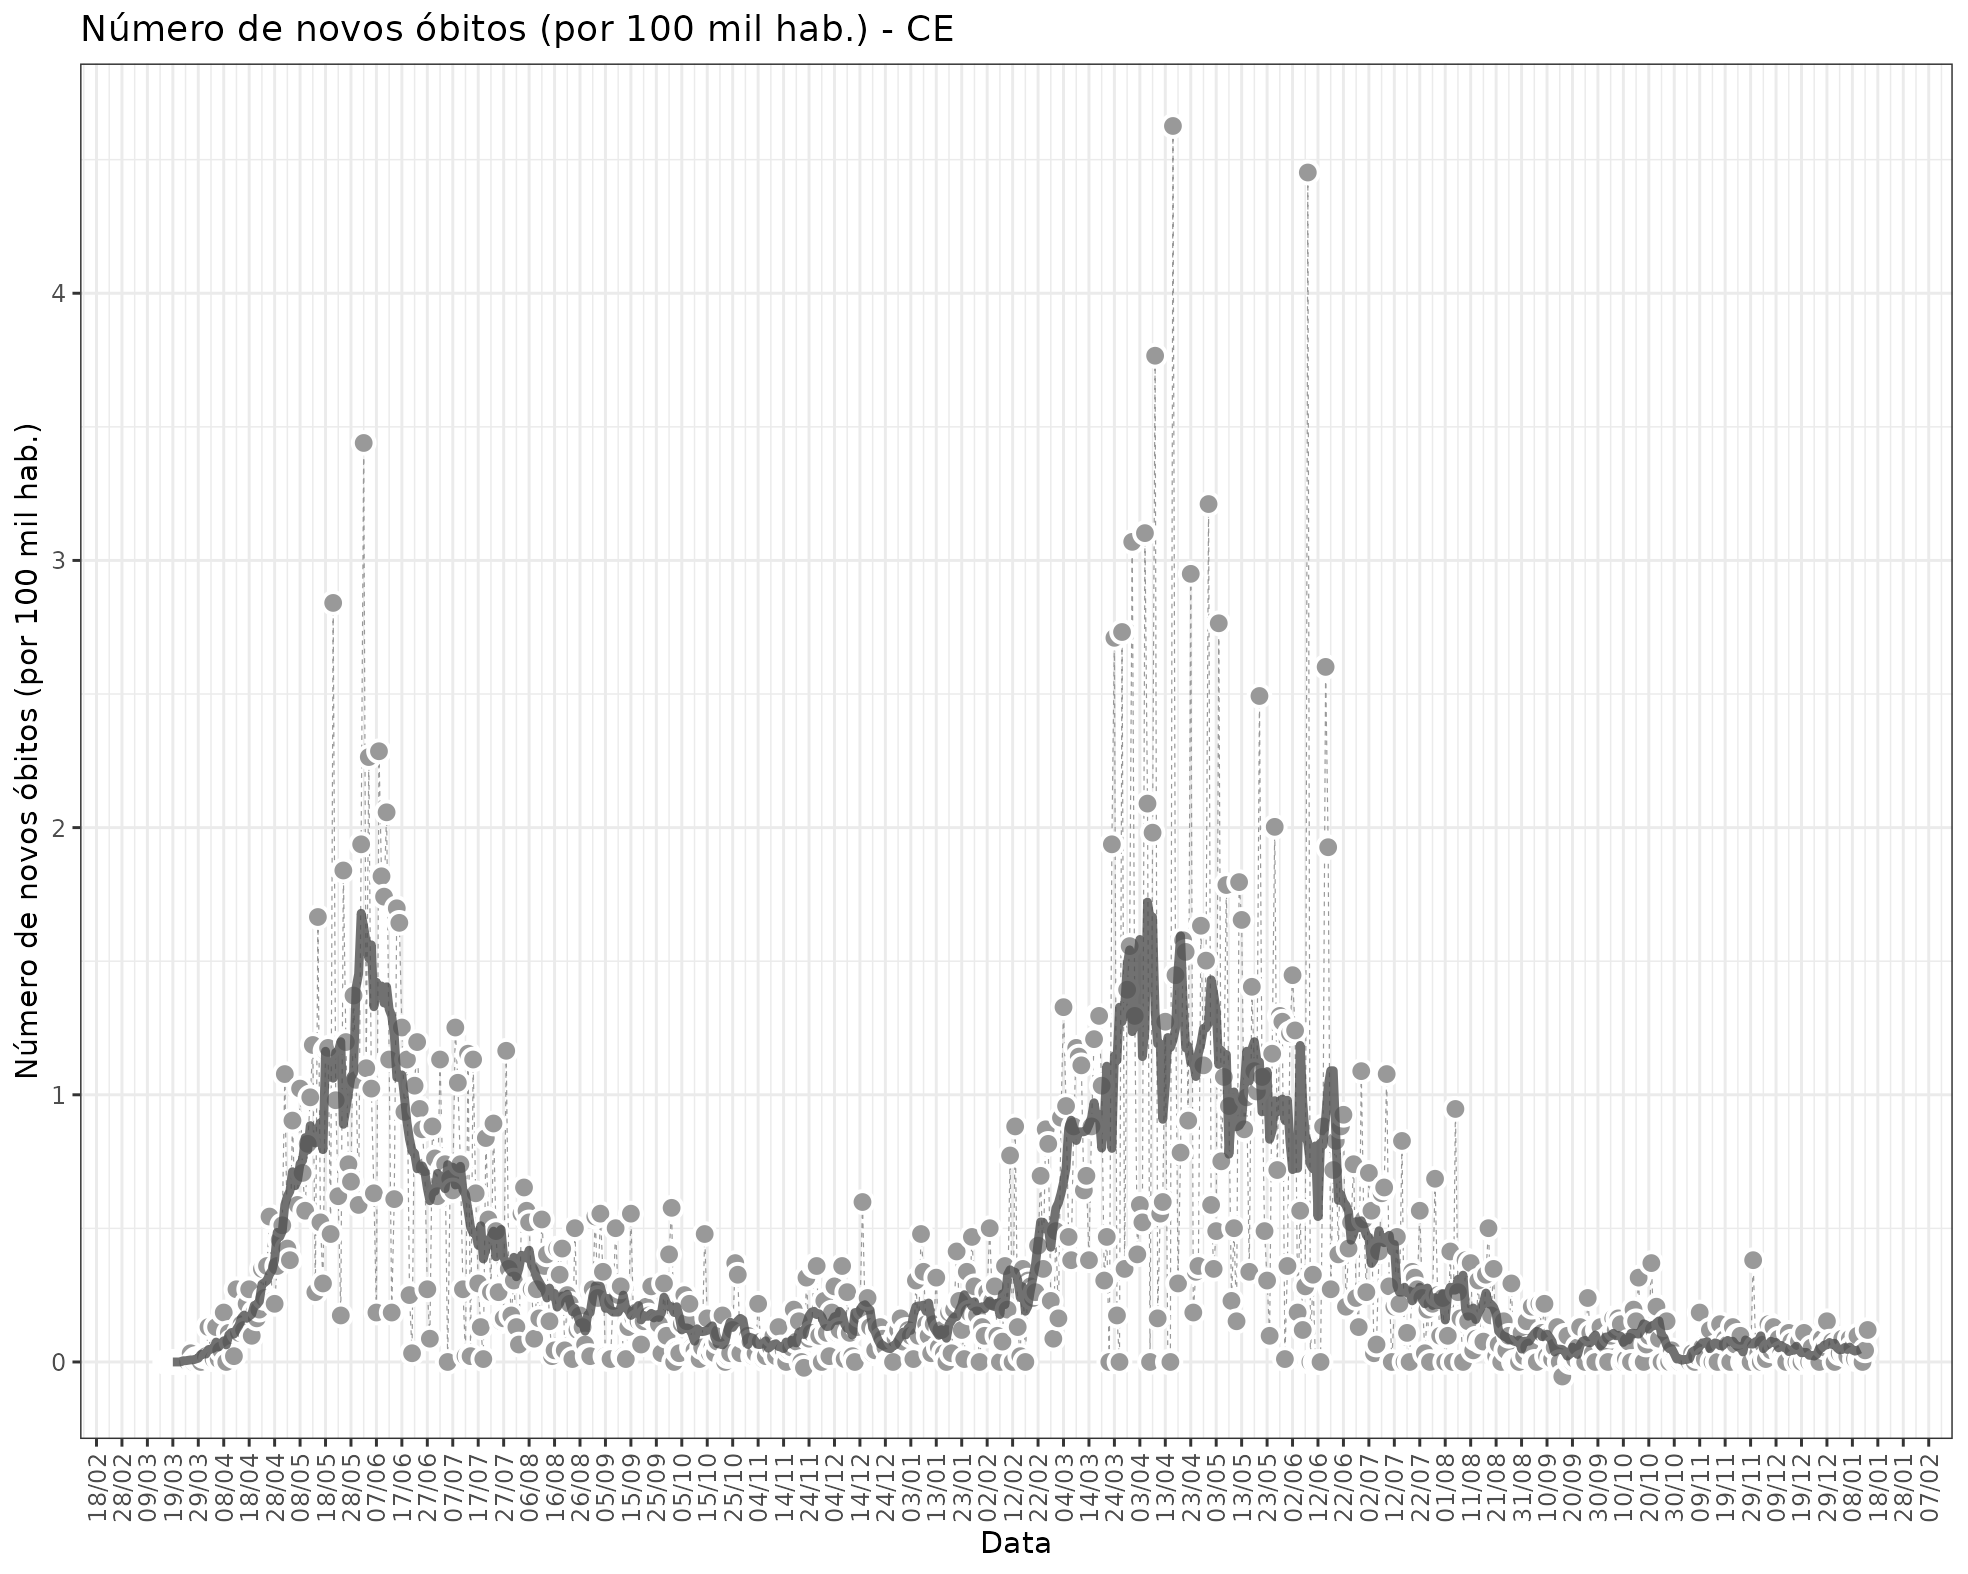 Número de novos óbitos (por 100 mil hab.) - CE
Número de novos óbitos (por 100 mil hab.)
4
3
2
1
0
18/02 28/02 09/03 19/03 29/03 08/04 18/04 28/04 08/05 18/05 28/05 07/06 17/06 27/06 07/07 17/07 27/07 06/08 16/08 26/08 05/09 15/09 25/09 05/10 15/10 25/10 04/11 14/11 24/11 04/12 14/12 24/12 03/01 13/01 23/01 02/02 12/02 22/02 04/03 14/03 24/03 03/04 13/04 23/04 03/05 13/05 23/05 02/06 12/06 22/06 02/07 12/07 22/07 01/08 11/08 21/08 31/08 10/09 20/09 30/09 10/10 20/10 30/10 09/11 19/11 29/11 09/12 19/12 29/12 08/01 18/01 28/01 07/02
Data